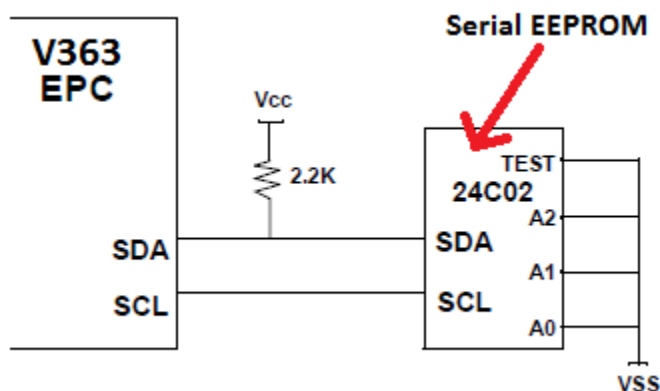 Serial EEPROM
V363
EPC
Vcc
2.2K
TEST
24C02
A2
SDA
SDA
A1
SCL
SCL
A0
VSS